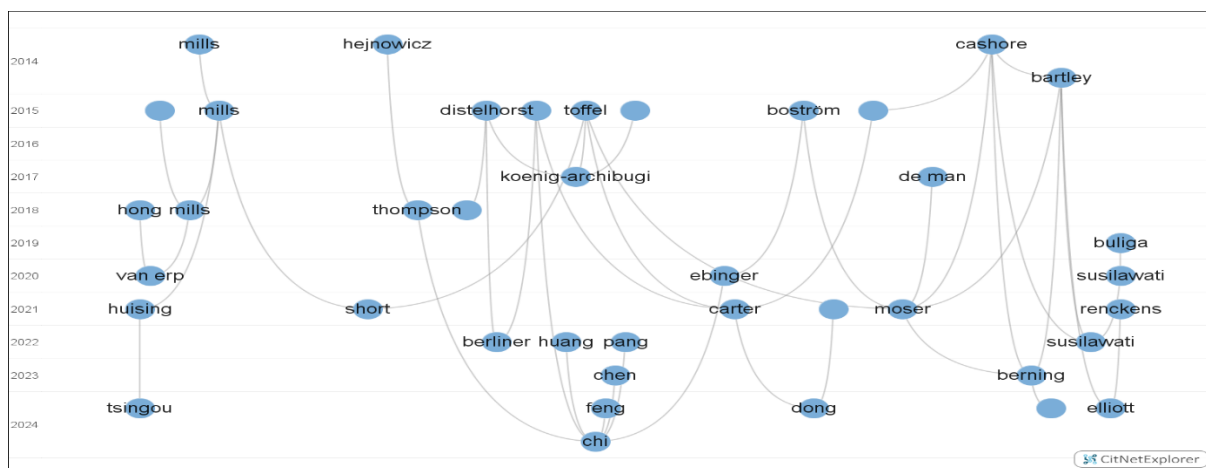 mills hejnowicz cashore
2014
bartley
2015 mills distelhorst toffel boström
2016
2017 koenig-archibugi de man
2018 hong mills thompson
2019 buliga
2020 van erp ebinger susilawati
2021 huising short carter moser renckens
2022 berliner huang pang susilawati
2023 chen berning
tsingou feng dong elliott
2024
chi
CitNetExplorer